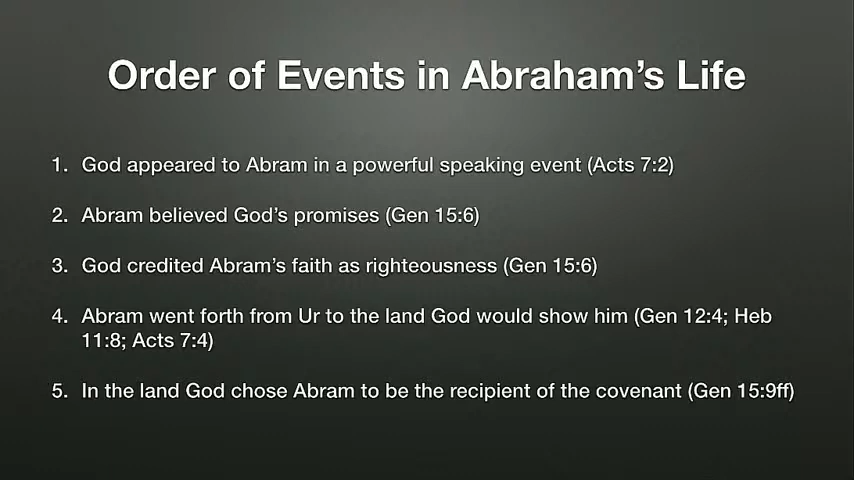 Order of Events in Abraham’s Life
1. God appeared to Abram in a powerful speaking event (Acts 7:2)
2. Abram believed God’s promises (Gen 15:6)
3. God credited Abram’s faith as righteousness (Gen 15:6)
4. Abram went forth from Ur to the land God would show him (Gen 12:4; Heb
11:8; Acts 7:4)
5. In the land God chose Abram to be the recipient of the covenant (Gen 15:9ff)